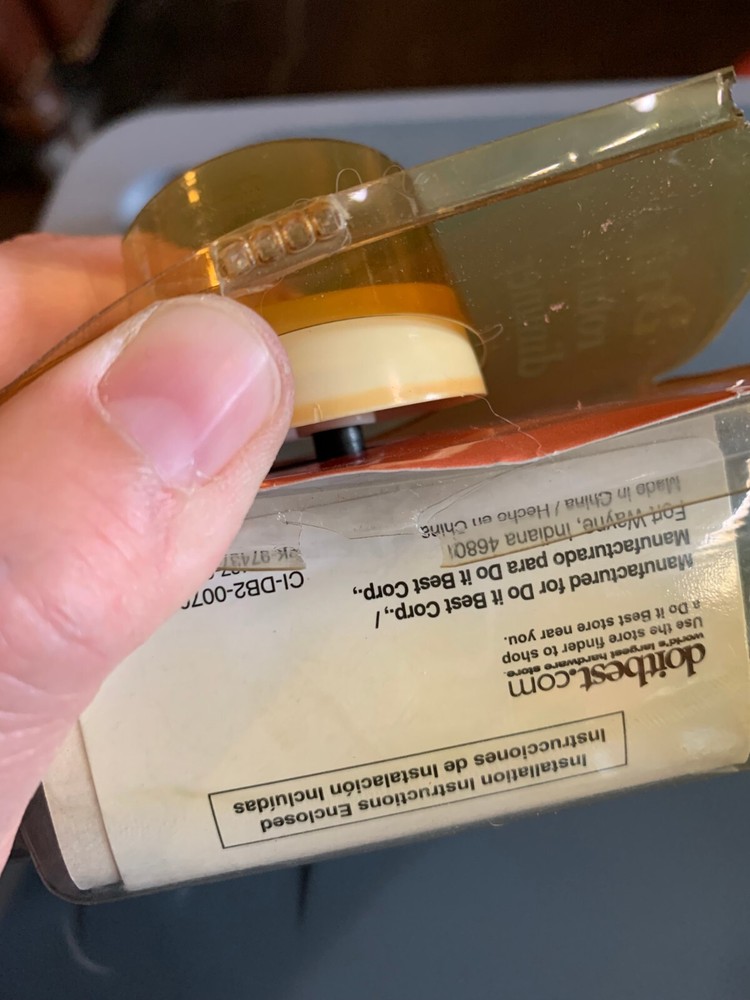 Installation Instructions Enclosed
Instrucciones de Instalación Incluídas
doitbest.com
world's largest hardware store.
Use the store finder to shop
a Do it Best store near you.
Manufactured for Do it Best Corp., /
Manufacturado para Do it Best Corp.,
Fort Wayne, Indiana 46801
Made in China / Hecho en China